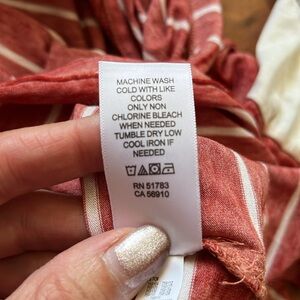 MACHINE WASH
COLD WITH LIKE
COLORS
ONLY NON
CHLORINE BLEACH
WHEN NEEDED
TUMBLE DRY LOW
COOL IRON IF
NEEDED
RN 51783
CA 56910